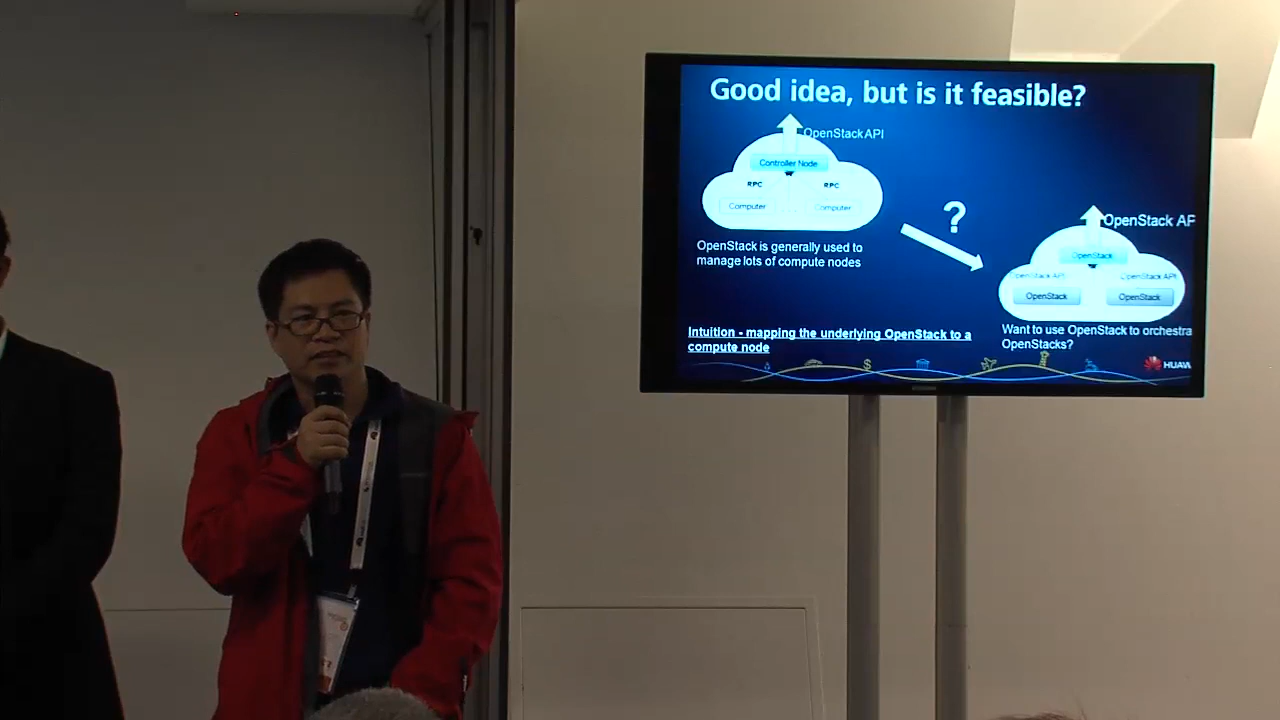 Good idea, but is it feasible?
OpenStack API
Controller Node
RPC RPC
Computer Computer
OpenStack is generally used to
manage lots of compute nodes
?
OpenStack AP
OpenStack
OpenStack API OpenStack API
OpenStack OpenStack
Want to use OpenStack to orchestra
OpenStacks?
Intuition - mapping the underlying OpenStack to a
compute node
HUAW